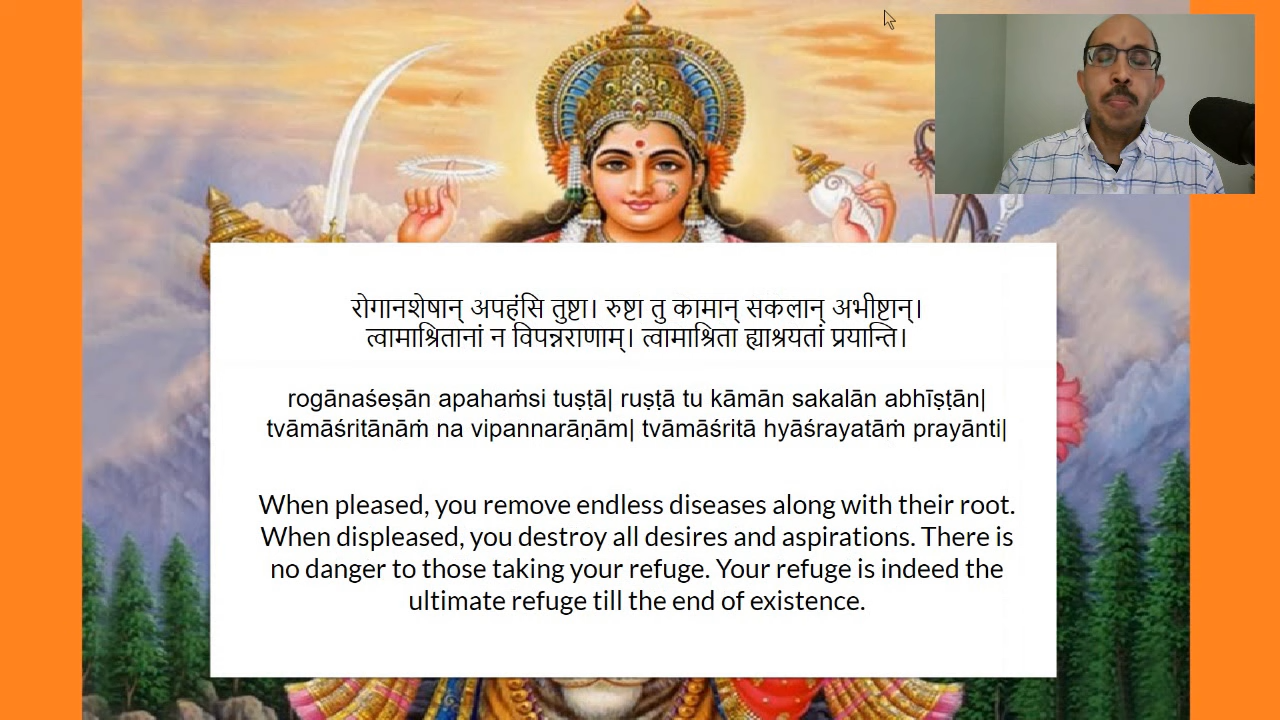 रोगानशेषान् अपहंसि तुष्टा। रुष्टा तु कामान् सकलान् अभीष्टान्।
त्वामाश्रितानां न विपन्नराणाम्। त्वामाश्रिता ह्याश्रयतां प्रयान्ति।
rogānaśeṣān apahaṁsi tuṣṭā| ruṣṭā tu kāmān sakalān abhīṣṭān|
tvāmāśritānāṁ na vipannarāṇām| tvāmāśritā hyāśrayatāṁ prayānti|
When pleased, you remove endless diseases along with their root.
When displeased, you destroy all desires and aspirations. There is
no danger to those taking your refuge. Your refuge is indeed the
ultimate refuge till the end of existence.